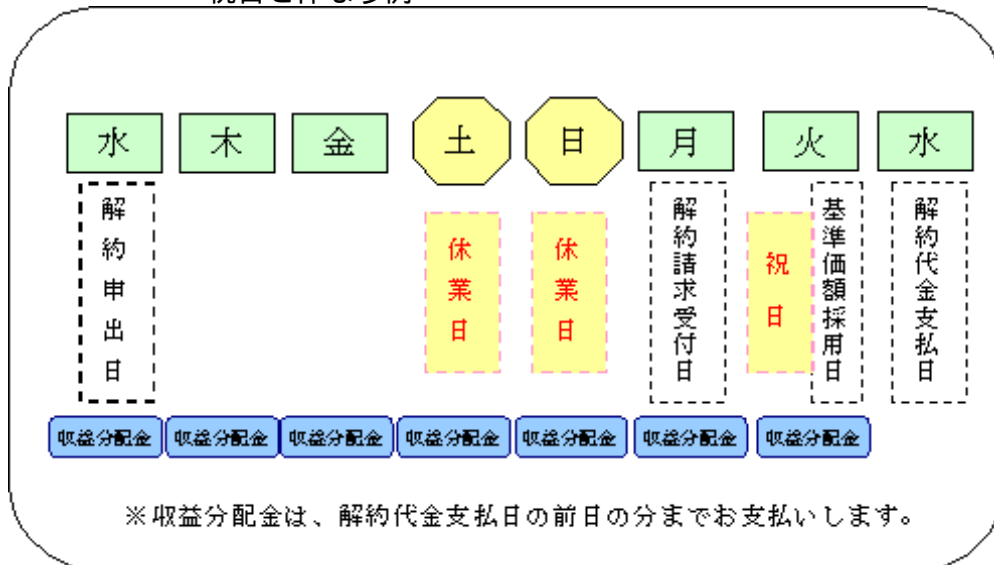 水 木 金 土 日 月 火 水
解約申出日
休業日
休業日
解約請求受付日
祝日
基準価額採用日
解約代金支払日
収益分配金 収益分配金 収益分配金 収益分配金 収益分配金 収益分配金 収益分配金
※収益分配金は、解約代金支払日の前日の分までお支払いします。